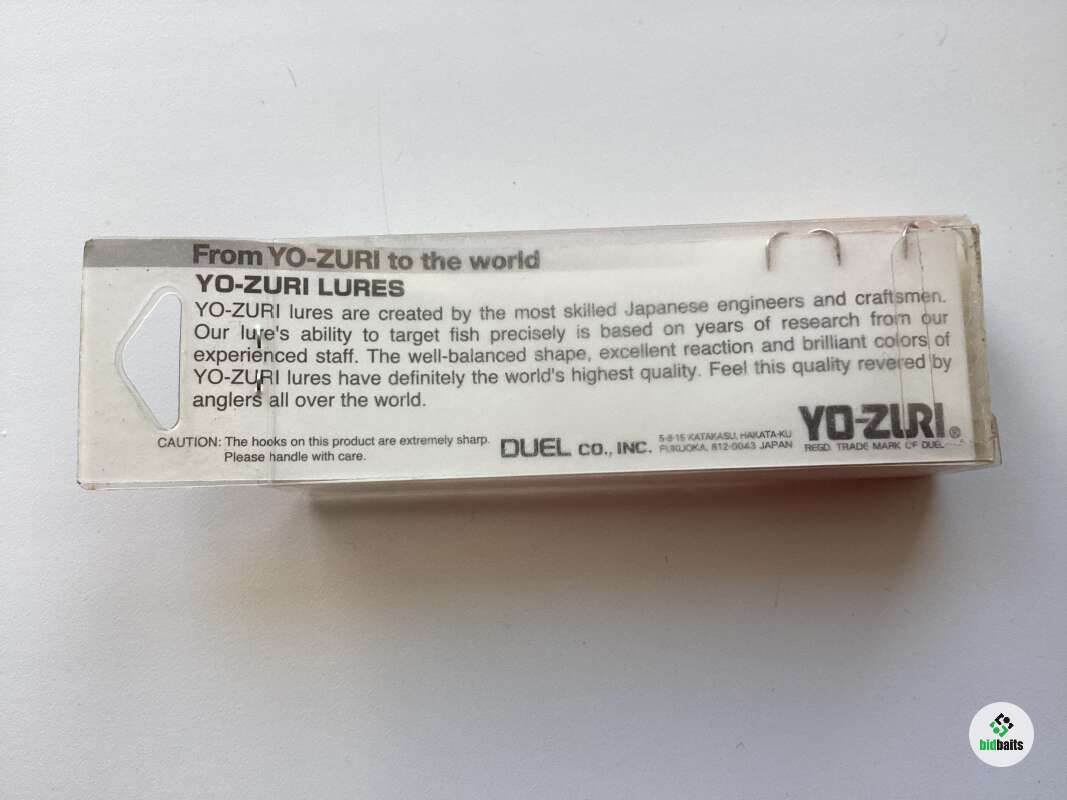 From YO-ZURI to the world
YO-ZURI LURES
YO-ZURI lures are created by the most skilled Japanese engineers and craftsmen.
Our lure's ability to target fish precisely is based on years of research from our
experienced staff. The well-balanced shape, excellent reaction and brilliant colors of
YO-ZURI lures have definitely the world's highest quality. Feel this quality revered by
anglers all over the world.
CAUTION: The hooks on this product are extremely sharp.
Please handle with care.
DUEL CO., INC.
5-8-15 KATAKASU, HAKATA-KU
FUKUOKA, 812-0043 JAPAN
YO-ZURI®
REGD. TRADE MARK OF DUEL
bidbaits